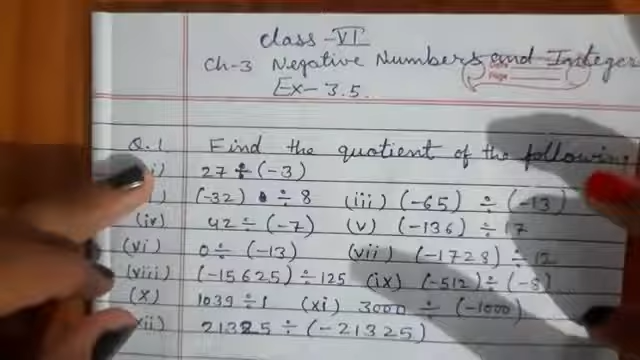 Class - VI
Ch-3 Negative Numbers and Integer
Ex- 3.5.
Q.1 Find the quotient of the following
i) 27 ÷ (-3)
) (-32) ÷ 8 (iii) (-65) ÷ (-13)
(iv) 42 ÷ (-7) (v) (-136) ÷ 17
(vi) 0 ÷ (-13) (vii) (-1728) ÷ 12
(viii) (-15625) ÷ 125 (ix) (-512) ÷ (-8)
(x) 1039 ÷ 1 (xi) 3000 ÷ (-1000)
xii) 21325 ÷ (-21325)